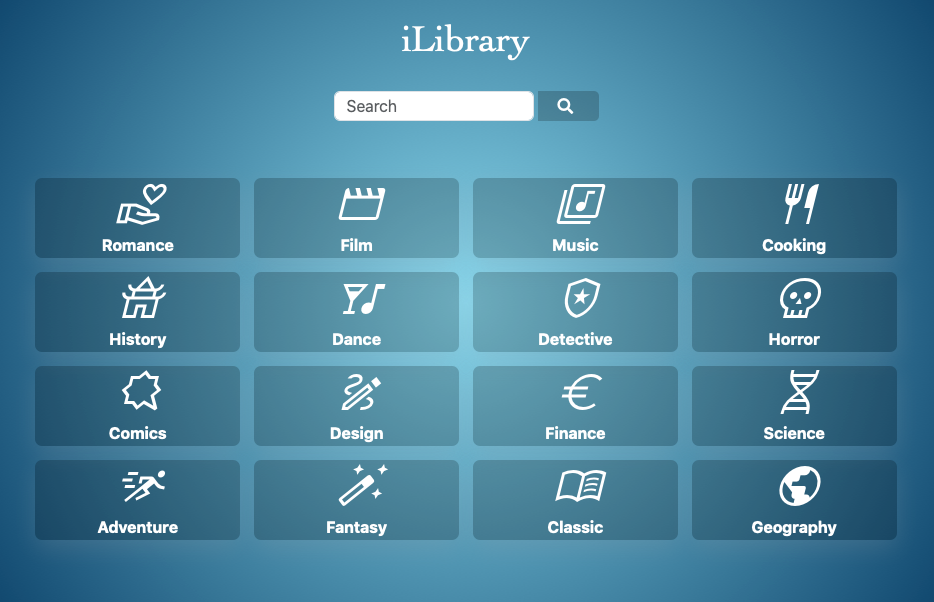 iLibrary
Search
Romance
Film
Music
Cooking
History
Dance
Detective
Horror
Comics
Design
Finance
Science
Adventure
Fantasy
Classic
Geography